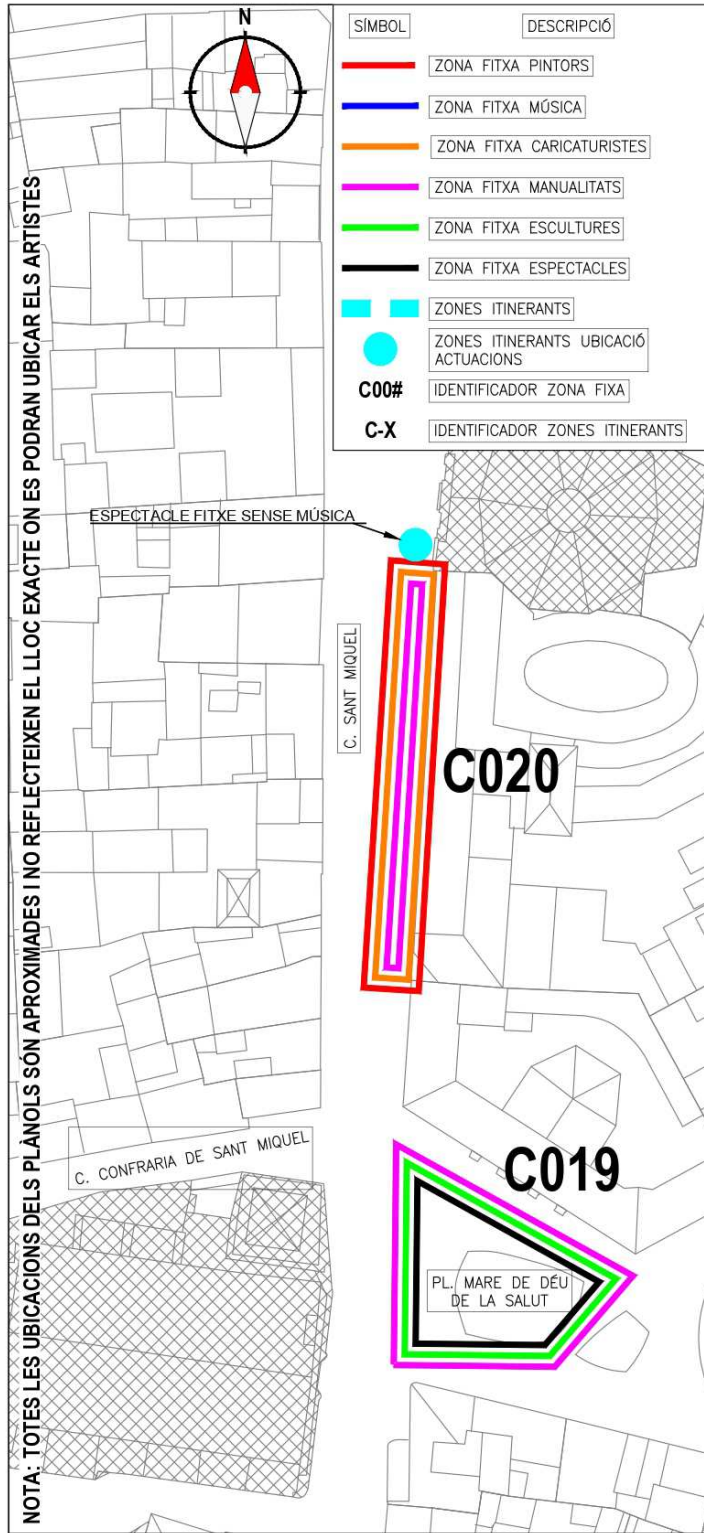 N
SÍMBOL
DESCRIPCIÓ
ZONA FITXA PINTORS
ZONA FITXA MÚSICA
ZONA FITXA CARICATURISTES
ZONA FITXA MANUALITATS
ZONA FITXA ESCULTURES
ZONA FITXA ESPECTACLES
ZONES ITINERANTS
ZONES ITINERANTS UBICACIÓ
ACTUACIONS
C00#
IDENTIFICADOR ZONA FIXA
C-X
IDENTIFICADOR ZONES ITINERANTS
NOTA: TOTES LES UBICACIONS DELS PLÀNOLS SÓN APROXIMADES I NO REFLECTEIXEN EL LLOC EXACTE ON ES PODRAN UBICAR ELS ARTISTES
ESPECTACLE FITXE SENSE MÚSICA
C. SANT MIQUEL
C020
C. CONFRARIA DE SANT MIQUEL
C019
PL. MARE DE DÉU
DE LA SALUT